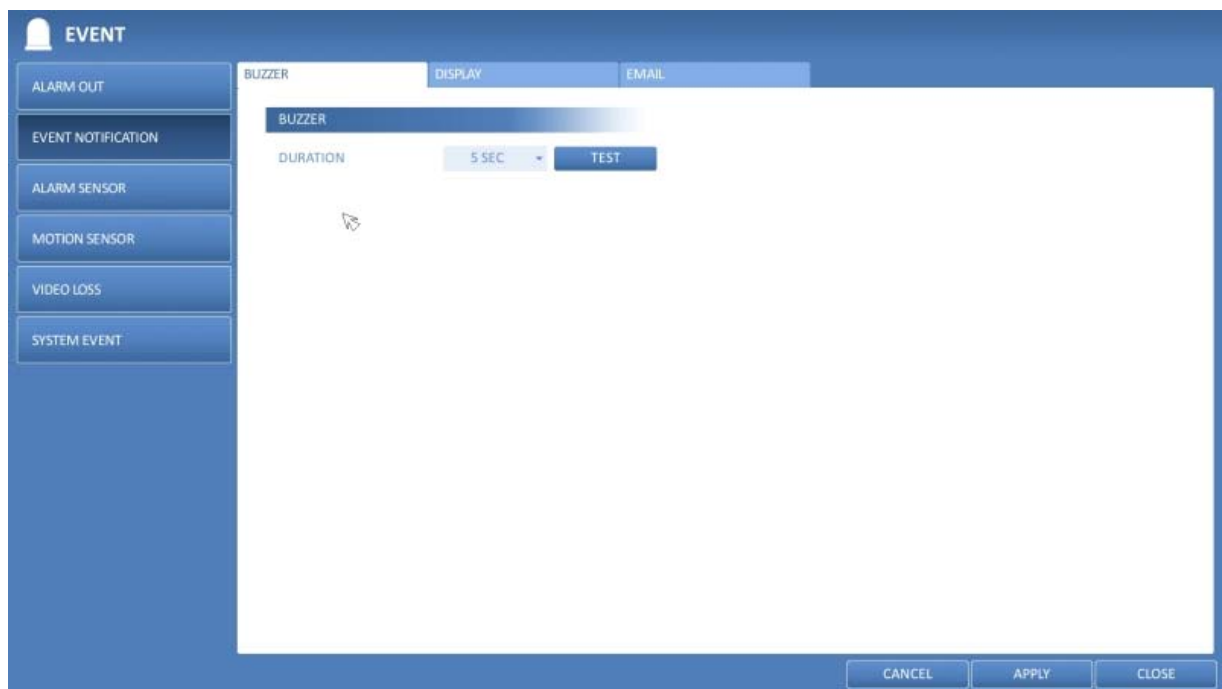 EVENT
ALARM OUT
EVENT NOTIFICATION
ALARM SENSOR
MOTION SENSOR
VIDEO LOSS
SYSTEM EVENT
BUZZER DISPLAY EMAIL
BUZZER
DURATION 5 SEC TEST
CANCEL APPLY CLOSE